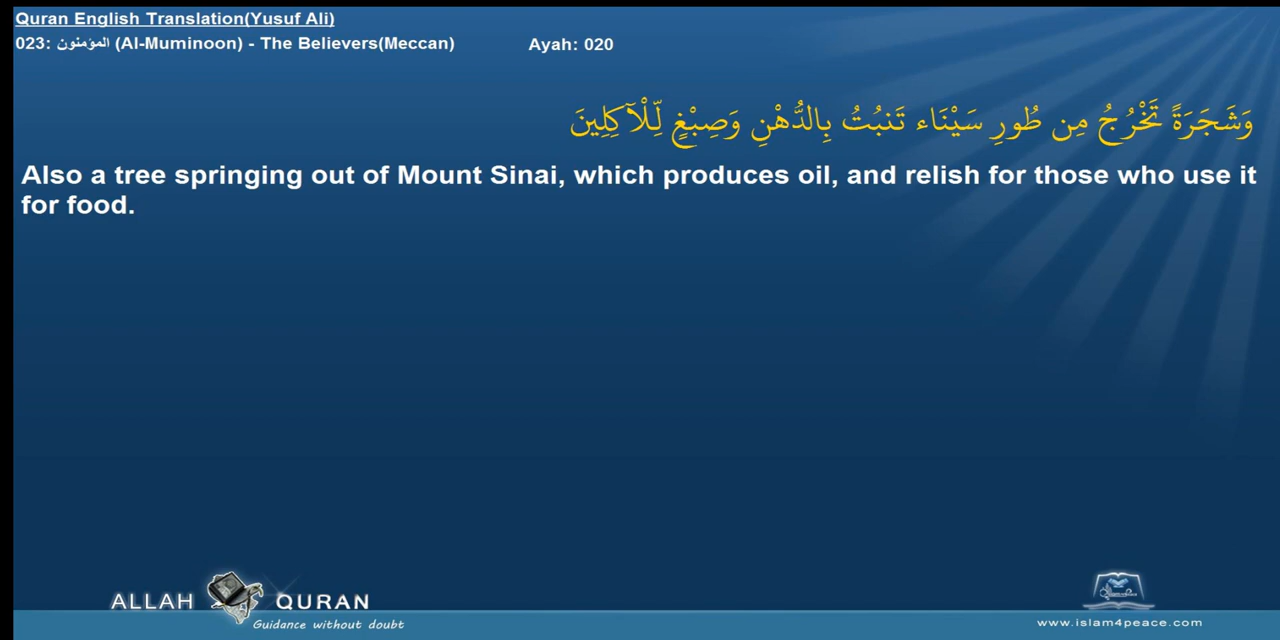 Quran English Translation(Yusuf Ali)
023: المؤمنون (Al-Muminoon) - The Believers(Meccan) Ayah: 020
وَشَجَرَةً تَخْرُجُ مِن طُورِ سَيْنَاء تَنبُتُ بِالدُّهْنِ وَصِبْغٍ لِّلْآكِلِينَ
Also a tree springing out of Mount Sinai, which produces oil, and relish for those who use it
for food.
ALLAH QURAN
Guidance without doubt
www.islam4peace.com